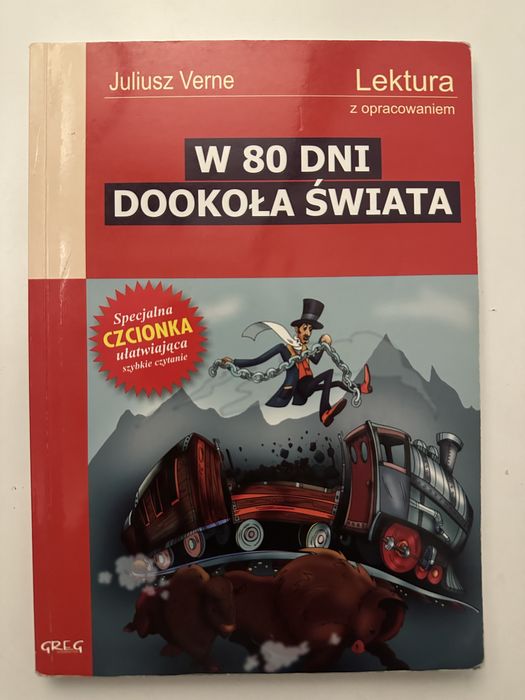 Juliusz Verne
Lektura
z opracowaniem
W 80 DNI
DOOKOŁA ŚWIATA
Specjalna
CZCIONKA
ułatwiająca
szybkie czytanie
GREG